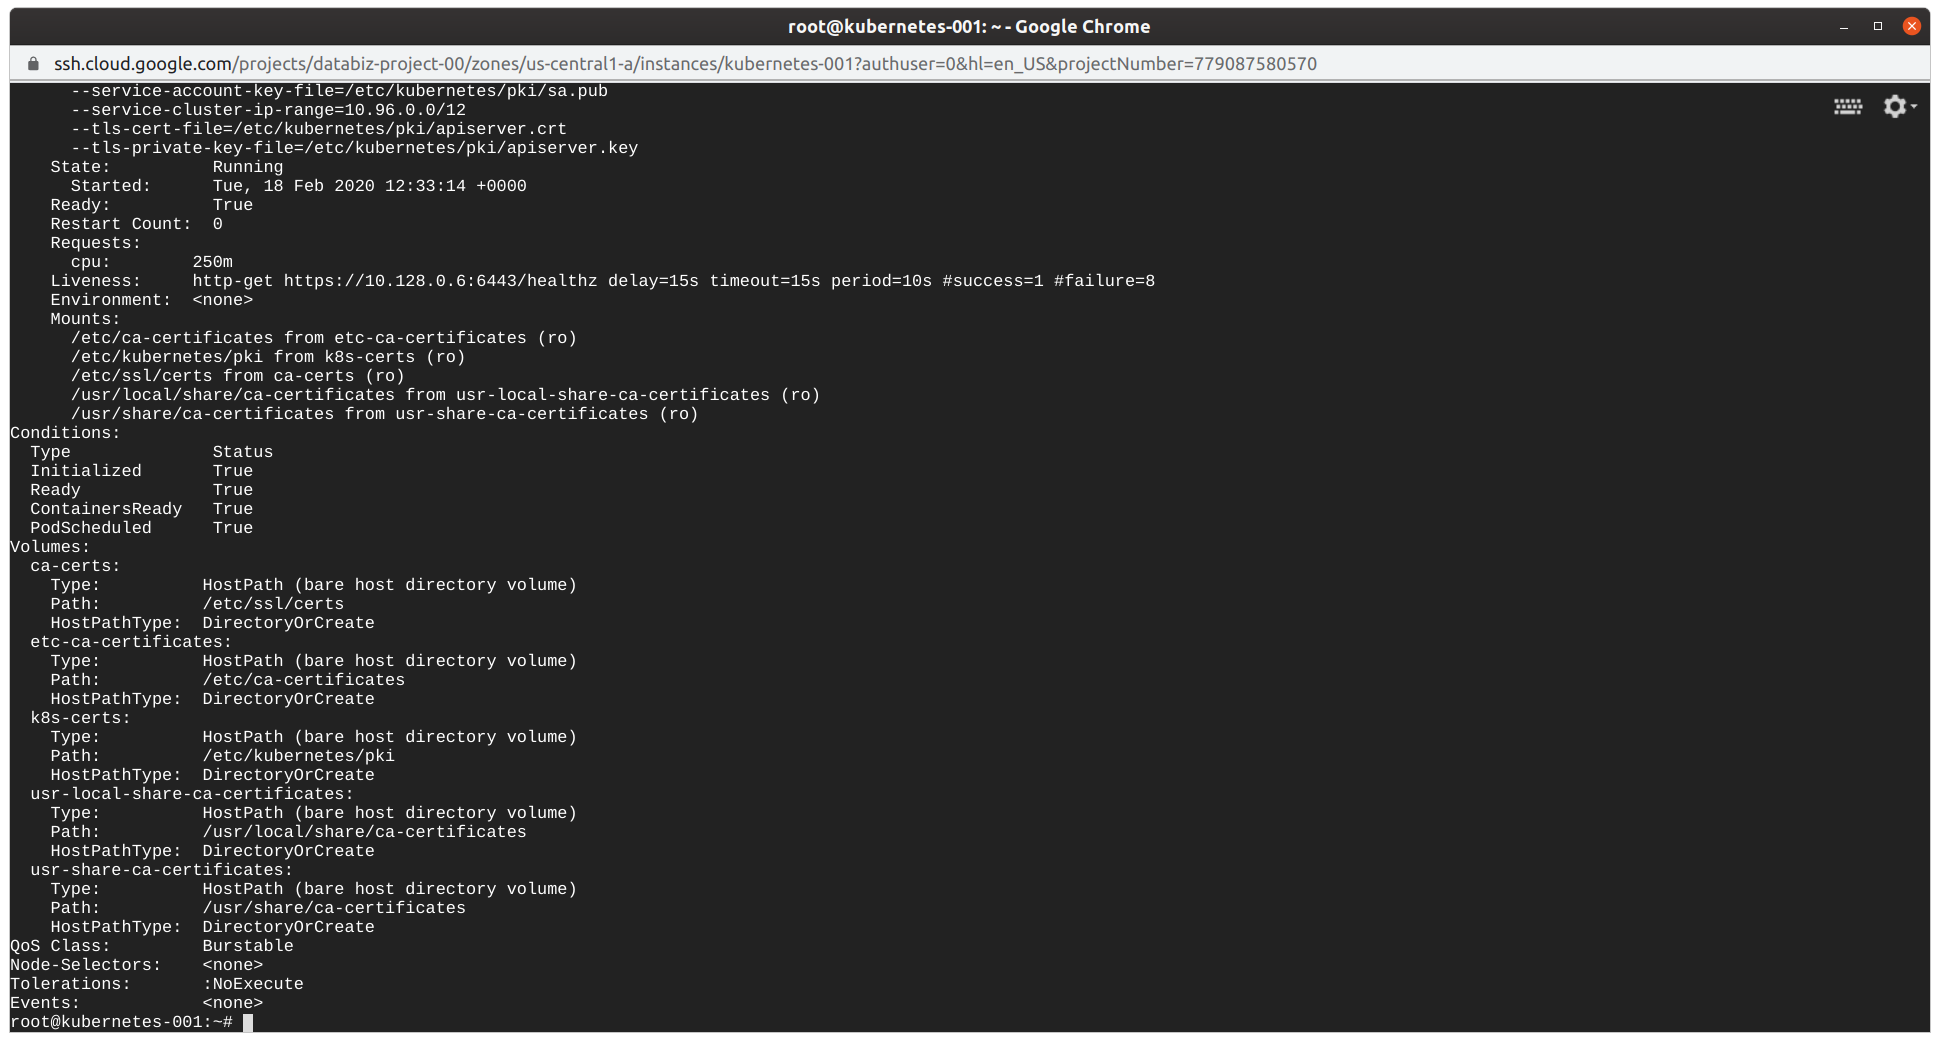 root@kubernetes-001: ~ - Google Chrome
ssh.cloud.google.com/projects/databiz-project-00/zones/us-central1-a/instances/kubernetes-001?authuser=0&hl=en_US&projectNumber=779087580570
      --service-account-key-file=/etc/kubernetes/pki/sa.pub
      --service-cluster-ip-range=10.96.0.0/12
      --tls-cert-file=/etc/kubernetes/pki/apiserver.crt
      --tls-private-key-file=/etc/kubernetes/pki/apiserver.key
    State:          Running
      Started:      Tue, 18 Feb 2020 12:33:14 +0000
    Ready:          True
    Restart Count:  0
    Requests:
      cpu:        250m
    Liveness:     http-get https://10.128.0.6:6443/healthz delay=15s timeout=15s period=10s #success=1 #failure=8
    Environment:  <none>
    Mounts:
      /etc/ca-certificates from etc-ca-certificates (ro)
      /etc/kubernetes/pki from k8s-certs (ro)
      /etc/ssl/certs from ca-certs (ro)
      /usr/local/share/ca-certificates from usr-local-share-ca-certificates (ro)
      /usr/share/ca-certificates from usr-share-ca-certificates (ro)
Conditions:
  Type              Status
  Initialized       True
  Ready             True
  ContainersReady   True
  PodScheduled      True
Volumes:
  ca-certs:
    Type:          HostPath (bare host directory volume)
    Path:          /etc/ssl/certs
    HostPathType:  DirectoryOrCreate
  etc-ca-certificates:
    Type:          HostPath (bare host directory volume)
    Path:          /etc/ca-certificates
    HostPathType:  DirectoryOrCreate
  k8s-certs:
    Type:          HostPath (bare host directory volume)
    Path:          /etc/kubernetes/pki
    HostPathType:  DirectoryOrCreate
  usr-local-share-ca-certificates:
    Type:          HostPath (bare host directory volume)
    Path:          /usr/local/share/ca-certificates
    HostPathType:  DirectoryOrCreate
  usr-share-ca-certificates:
    Type:          HostPath (bare host directory volume)
    Path:          /usr/share/ca-certificates
    HostPathType:  DirectoryOrCreate
QoS Class:         Burstable
Node-Selectors:    <none>
Tolerations:       :NoExecute
Events:            <none>
root@kubernetes-001:~#